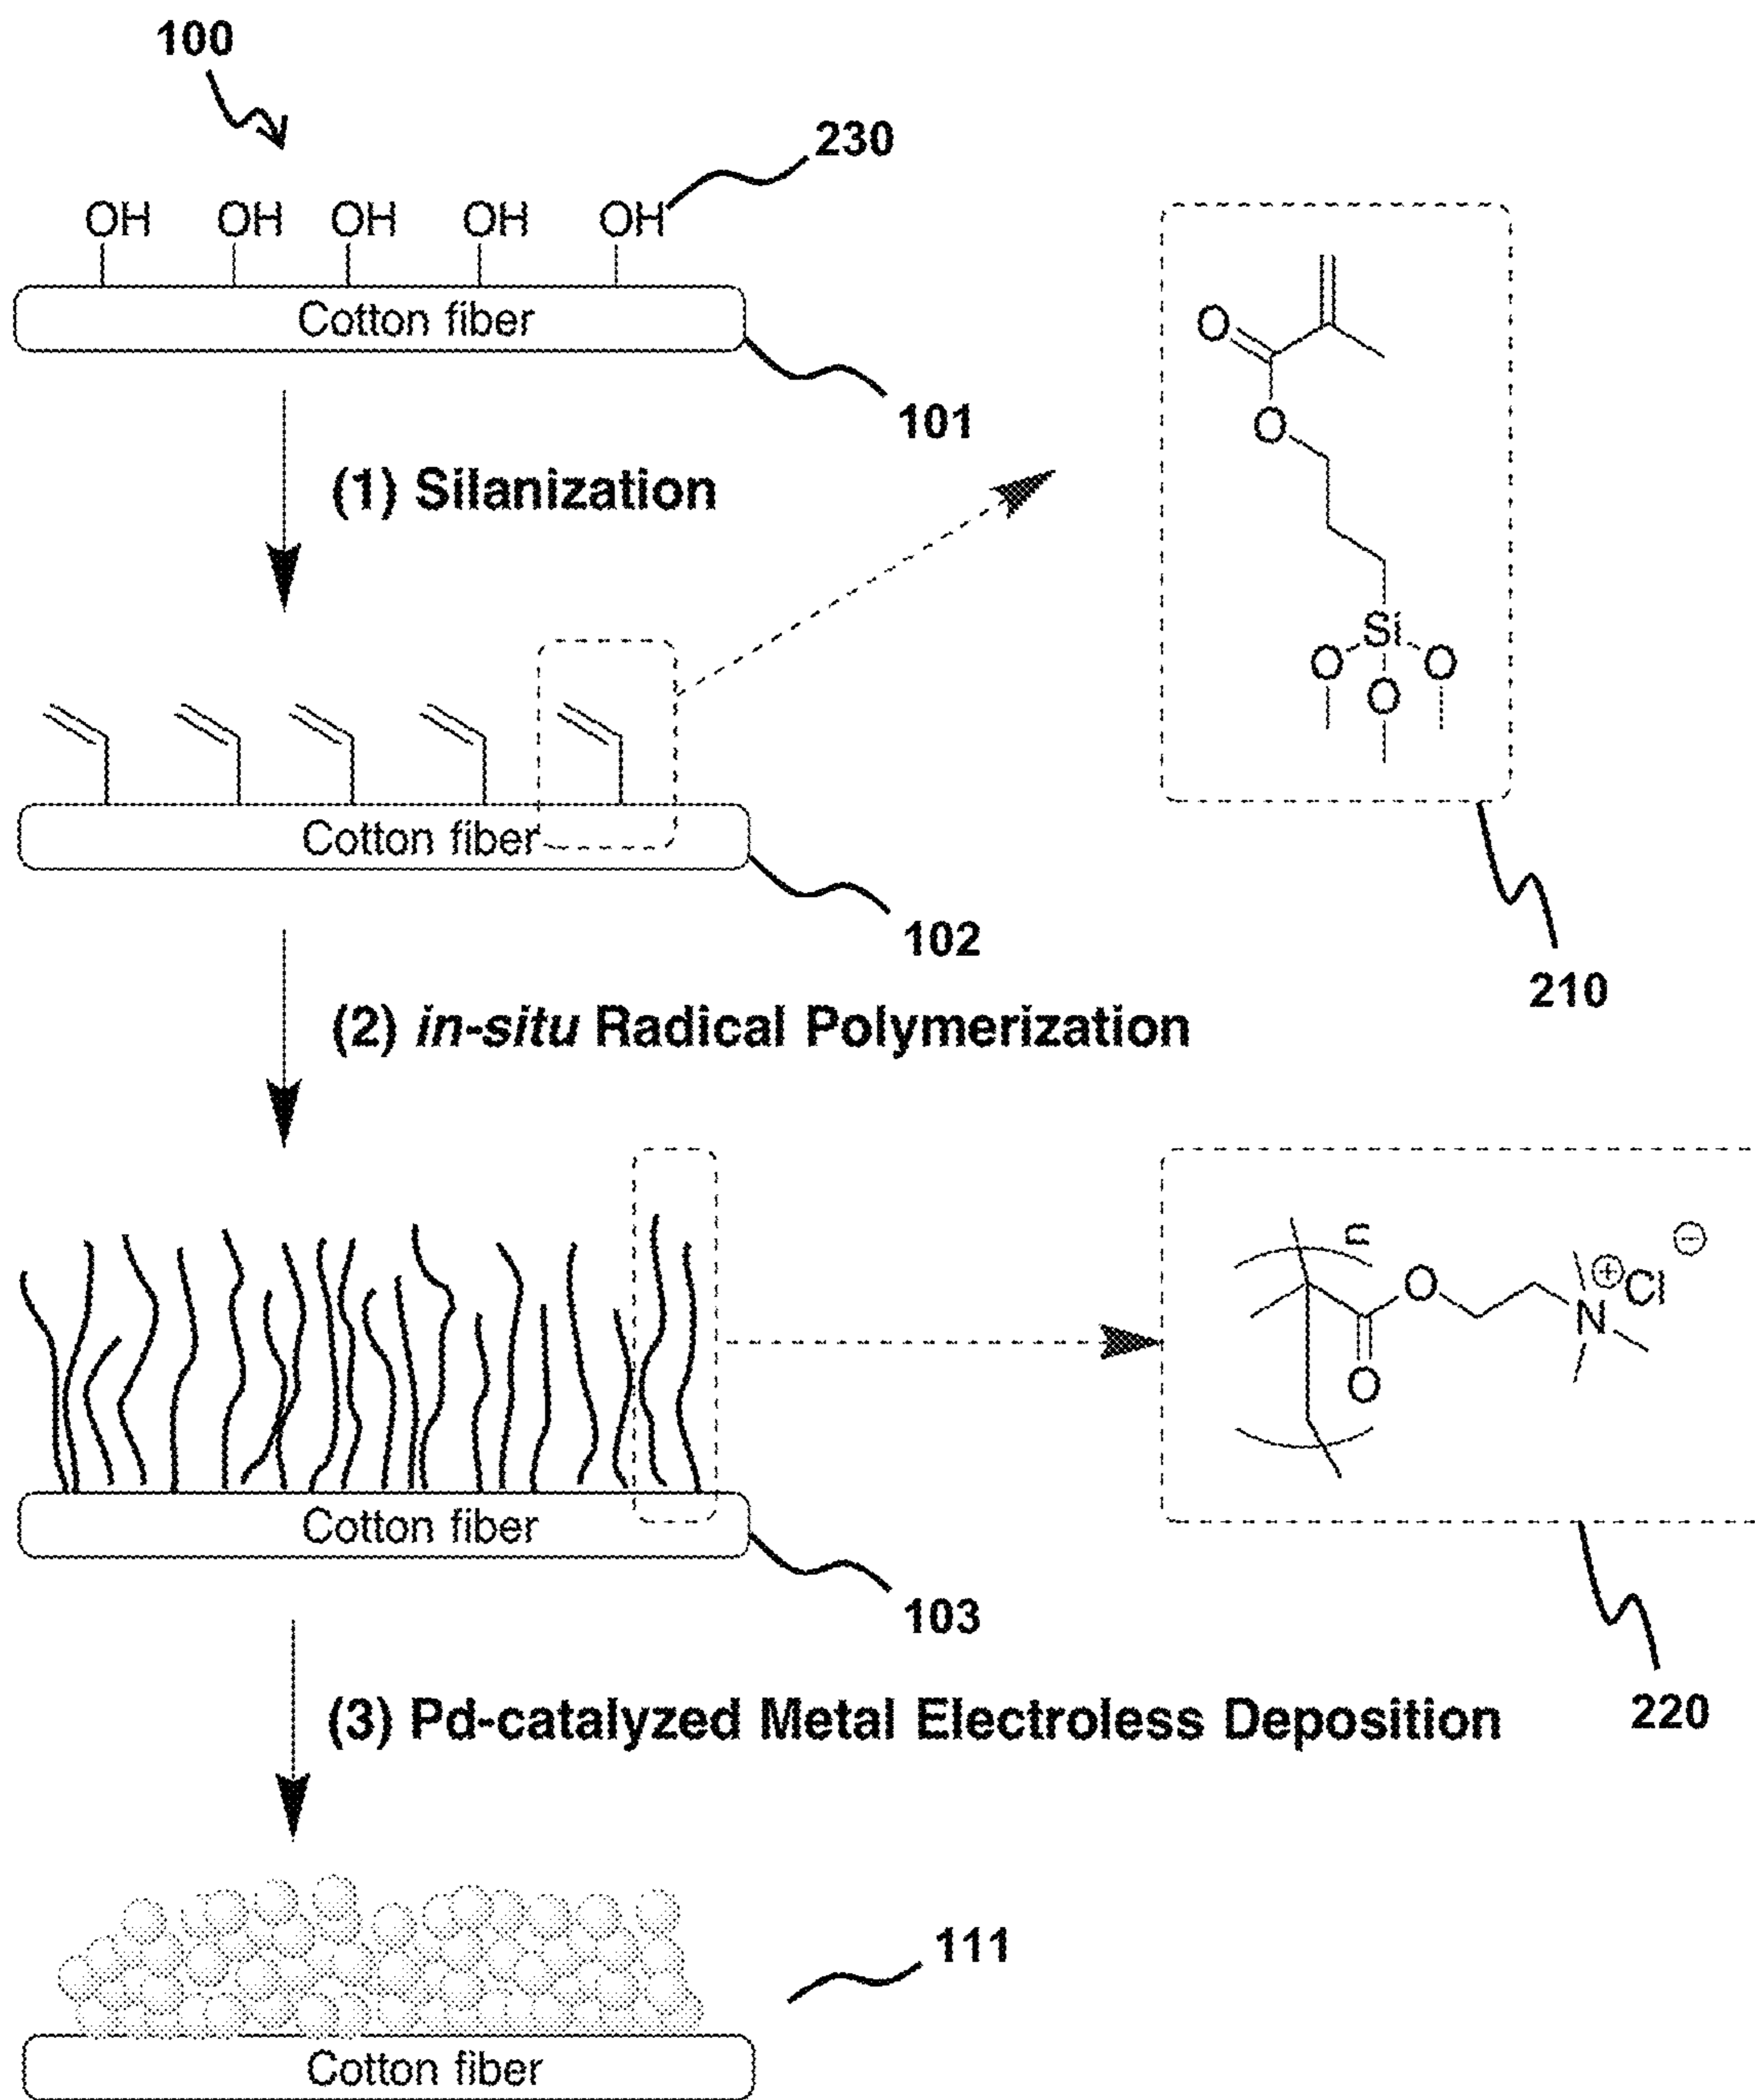 100
230
OH OH OH OH OH
Cotton fiber
101
(1) Silanization
O
O
Si
O O
O
Cotton fiber
102
210
(2) in-situ Radical Polymerization
n
⊖
O ⊕ Cl
N
O
Cotton fiber
103
220
(3) Pd-catalyzed Metal Electroless Deposition
111
Cotton fiber